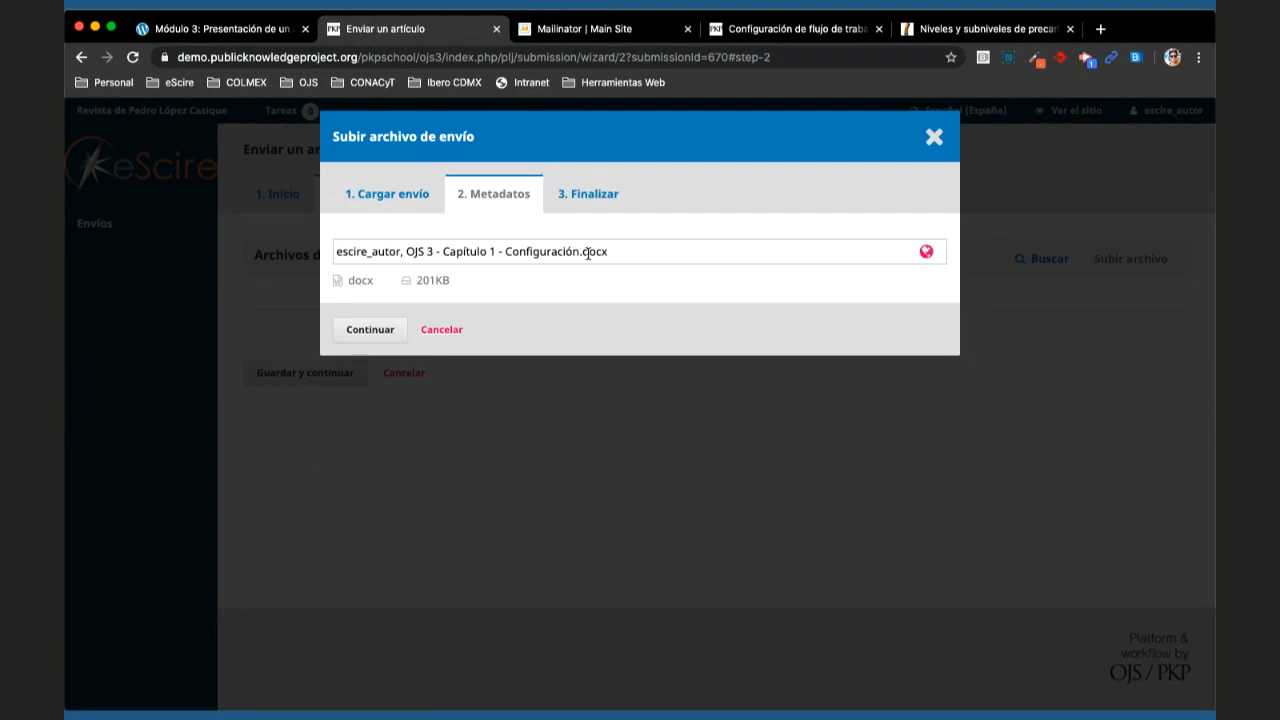 Módulo 3: Presentación de un
Enviar un artículo
Mailinator | Main Site
Configuración de flujo de traba
Niveles y subniveles de precari
demo.publicknowledgeproject.org/pkpschool/ojs3/index.php/plj/submission/wizard/2?submissionId=670#step-2
Personal
eScire
COLMEX
OJS
CONACyT
Ibero CDMX
Intranet
Herramientas Web
Revista de Pedro López Casique
Tareas 0
Español (España)
Ver el sitio
escire_autor
eScire
Envíos
Enviar un ar
1. Inicio
Subir archivo de envío
1. Cargar envío
2. Metadatos
3. Finalizar
escire_autor, OJS 3 - Capítulo 1 - Configuración.docx
docx
201KB
Continuar
Cancelar
Archivos d
Buscar
Subir archivo
Guardar y continuar
Cancelar
Platform &
workflow by
OJS / PKP